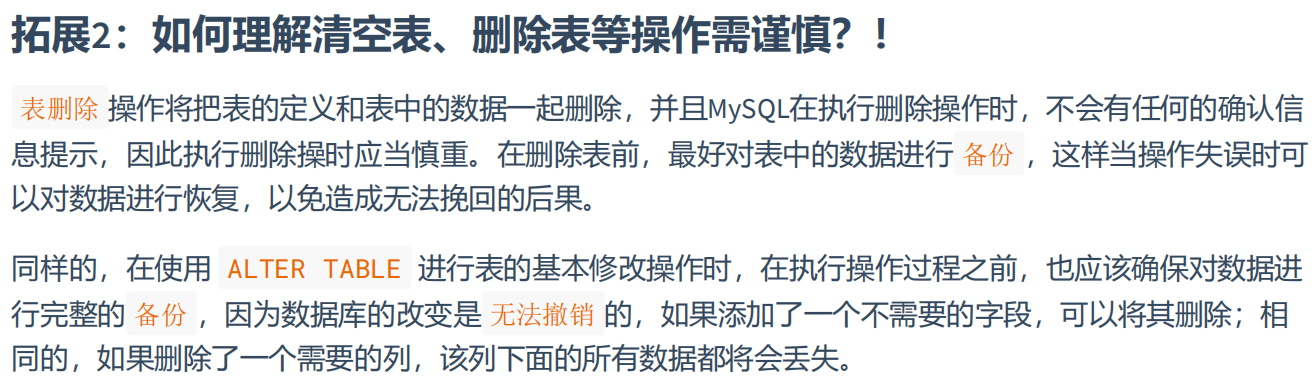 拓展2：如何理解清空表、删除表等操作需谨慎？！
表删除 操作将把表的定义和表中的数据一起删除，并且MySQL在执行删除操作时，不会有任何的确认信
息提示，因此执行删除操时应当慎重。在删除表前，最好对表中的数据进行 备份 ，这样当操作失误时可
以对数据进行恢复，以免造成无法挽回的后果。
同样的，在使用 ALTER TABLE 进行表的基本修改操作时，在执行操作过程之前，也应该确保对数据进
行完整的 备份 ，因为数据库的改变是 无法撤销 的，如果添加了一个不需要的字段，可以将其删除；相
同的，如果删除了一个需要的列，该列下面的所有数据都将会丢失。